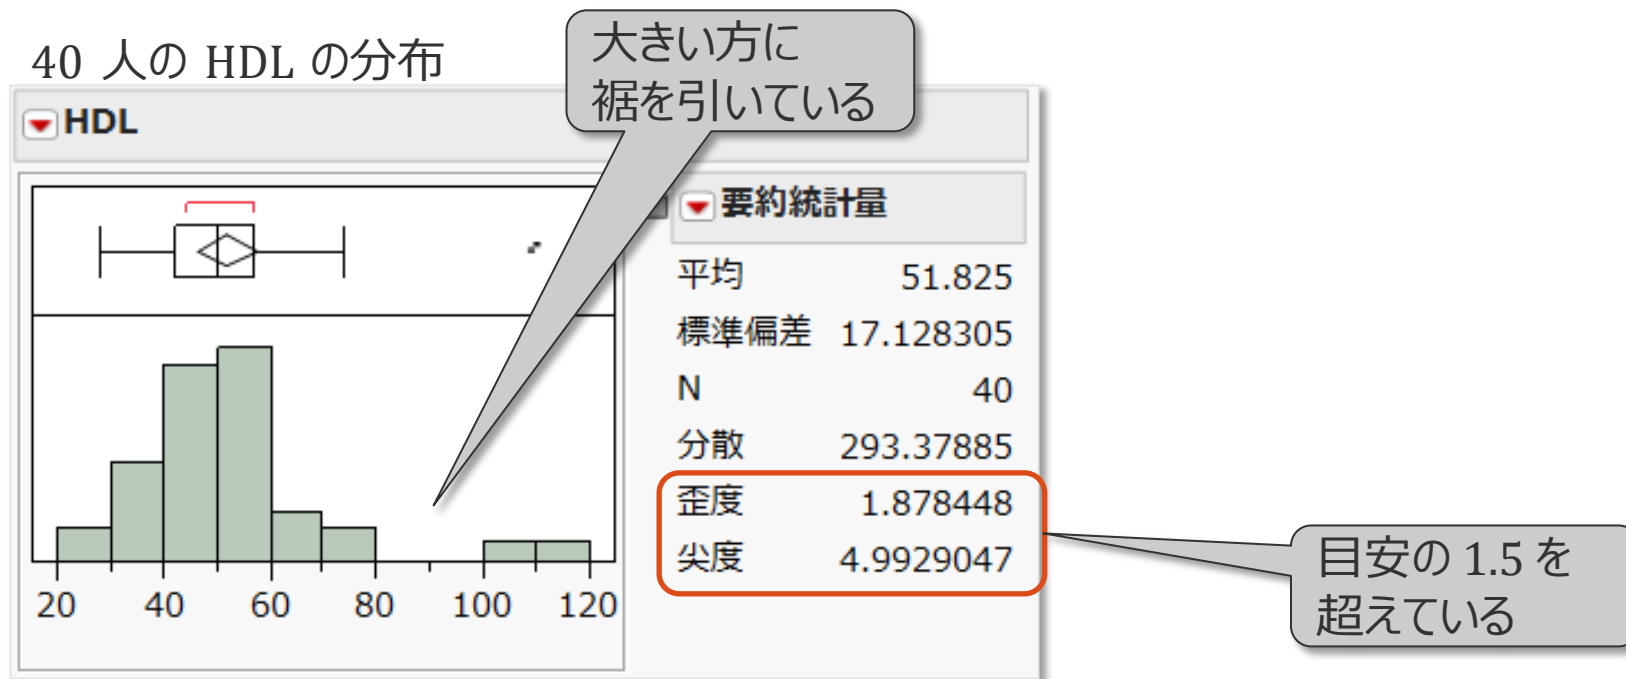 40 人の HDL の分布
大きい方に
裾を引いている
HDL
要約統計量
平均 51.825
標準偏差 17.128305
N 40
分散 293.37885
歪度 1.878448
尖度 4.9929047
目安の 1.5 を
超えている
20 40 60 80 100 120